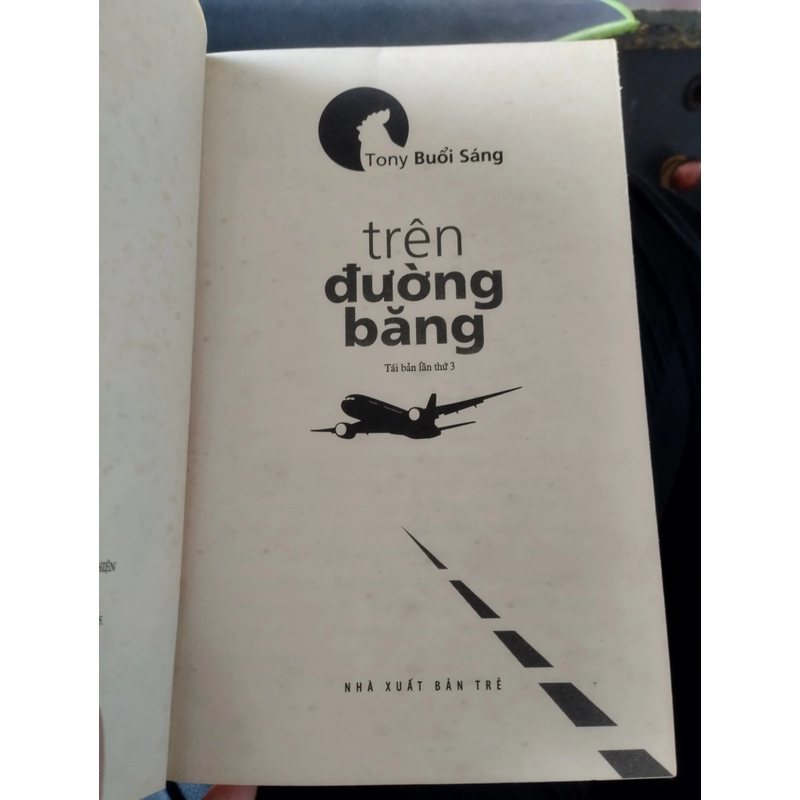 Tony Buổi Sáng
trên
đường
băng
Tái bản lần thứ 3
NHÀ XUẤT BẢN TRẺ